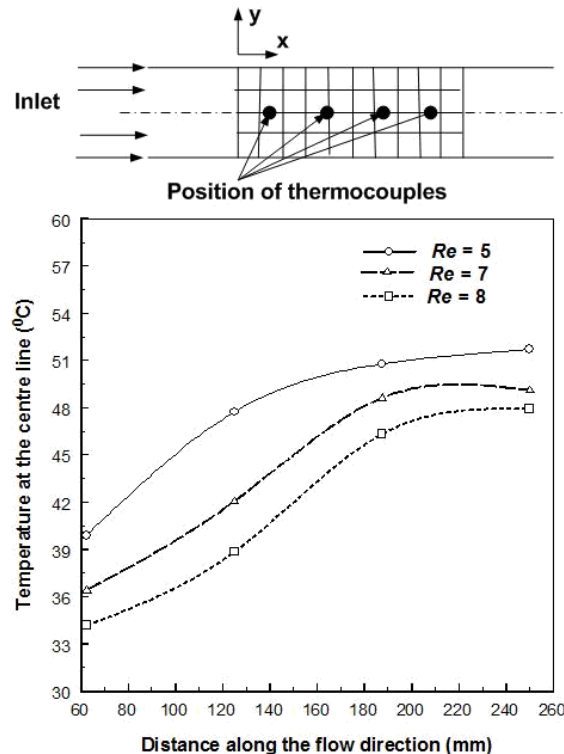 y
x
Inlet
Position of thermocouples
60
57
54
51
48
45
42
39
36
33
30
Temperature at the centre line (⁰C)
Re = 5
Re = 7
Re = 8
60 80 100 120 140 160 180 200 220 240 260
Distance along the flow direction (mm)